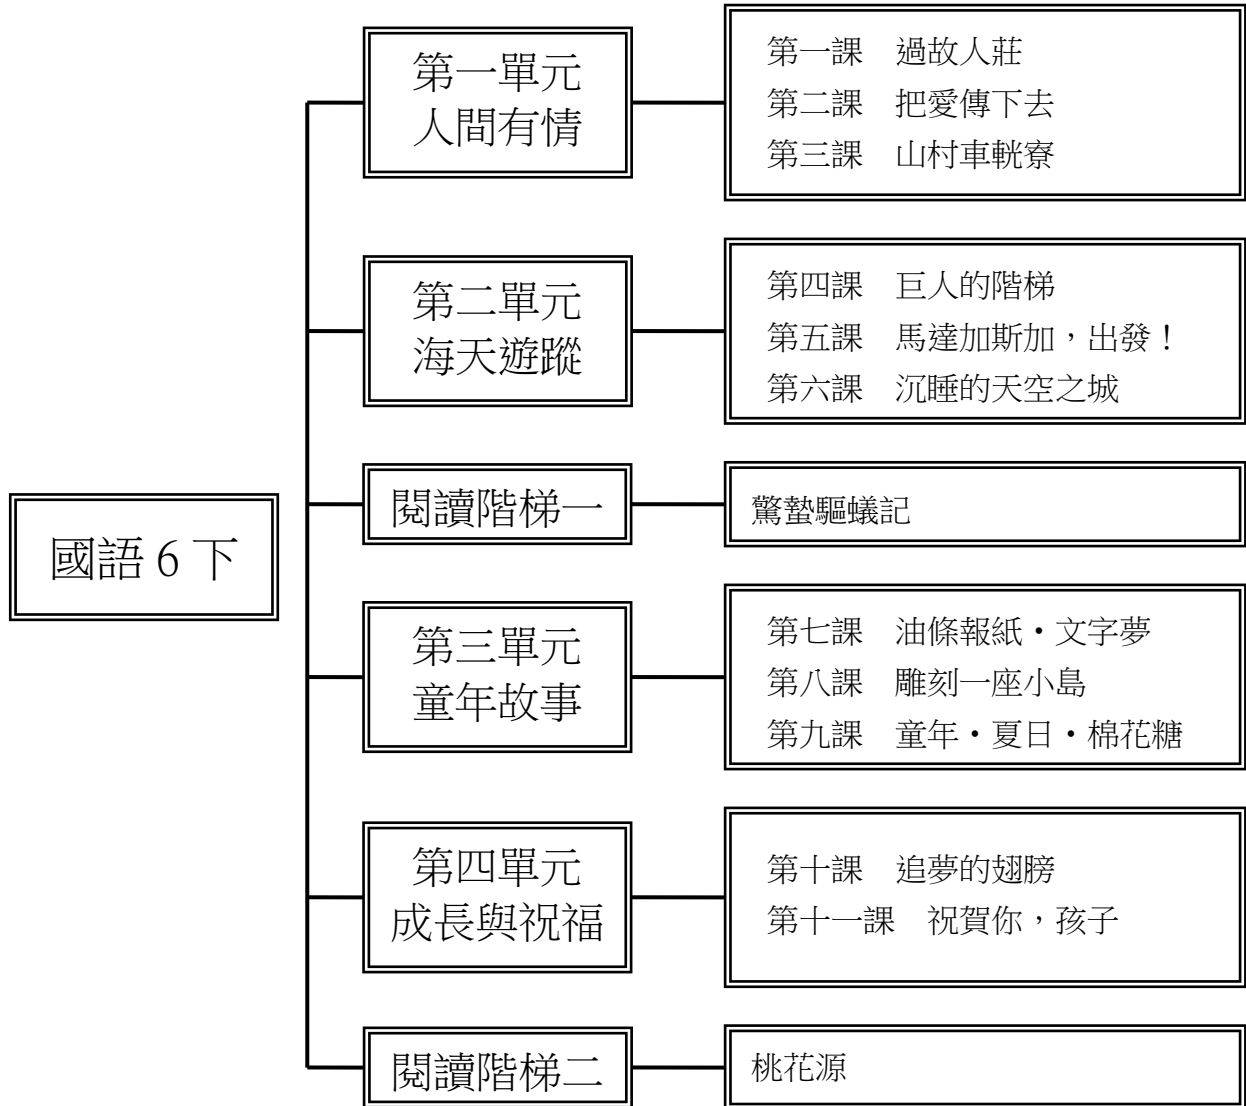 國語 6 下
第一單元
人間有情
第一課　過故人莊
第二課　把愛傳下去
第三課　山村車輄寮
第二單元
海天遊蹤
第四課　巨人的階梯
第五課　馬達加斯加，出發！
第六課　沉睡的天空之城
閱讀階梯一
驚蟄驅蟻記
第三單元
童年故事
第七課　油條報紙・文字夢
第八課　雕刻一座小島
第九課　童年・夏日・棉花糖
第四單元
成長與祝福
第十課　追夢的翅膀
第十一課　祝賀你，孩子
閱讀階梯二
桃花源